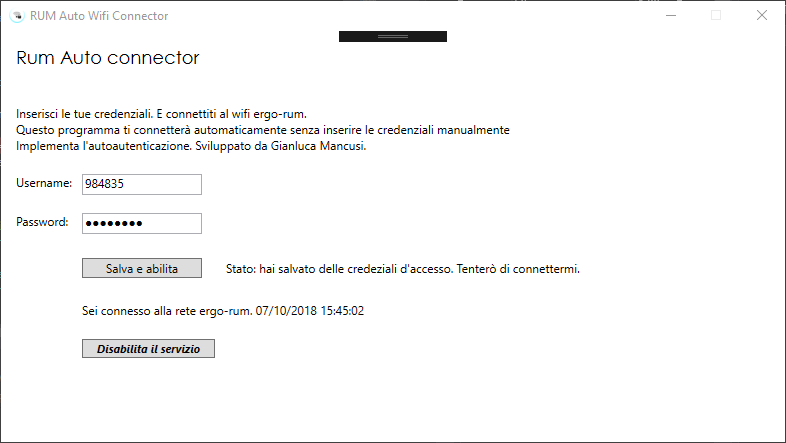 RUM Auto Wifi Connector
Rum Auto connector
Inserisci le tue credenziali. E connettiti al wifi ergo-rum.
Questo programma ti connetterà automaticamente senza inserire le credenziali manualmente
Implementa l'autoautenticazione. Sviluppato da Gianluca Mancusi.
Username: 984835
Password: ●●●●●●●●
Salva e abilita Stato: hai salvato delle credeziali d'accesso. Tenterò di connettermi.
Sei connesso alla rete ergo-rum. 07/10/2018 15:45:02
Disabilita il servizio